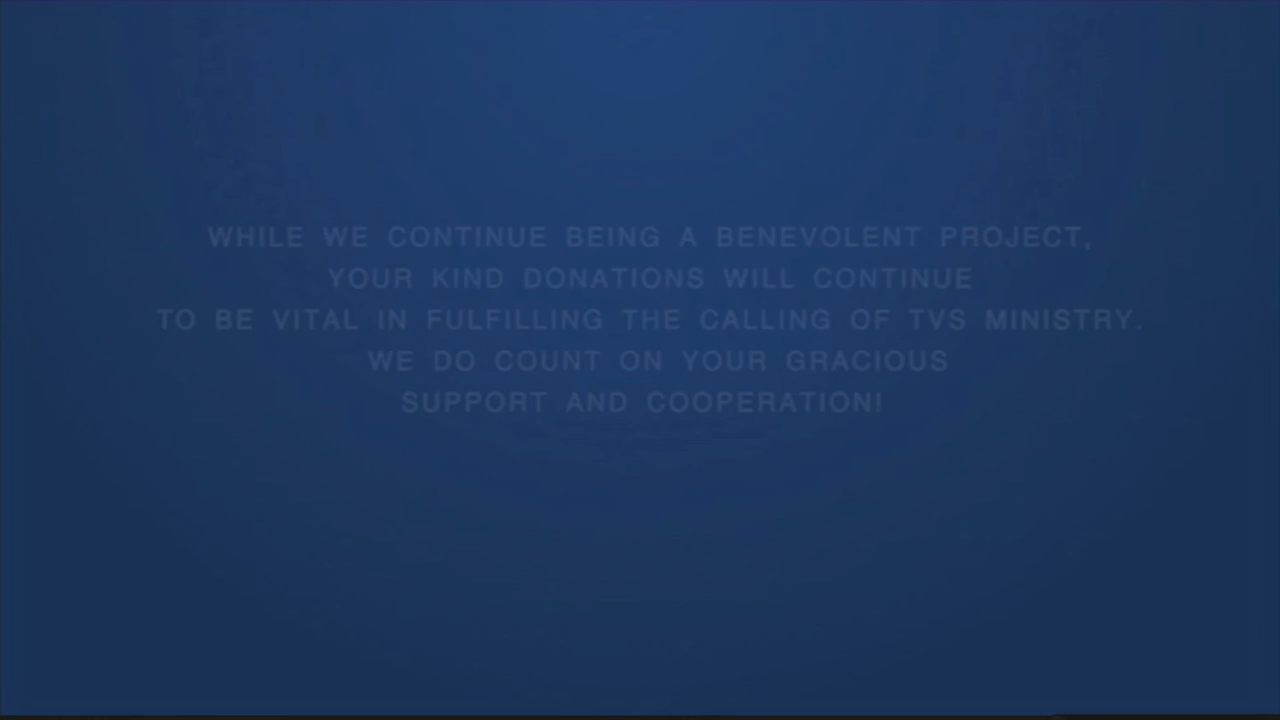 WHILE WE CONTINUE BEING A BENEVOLENT PROJECT,
YOUR KIND DONATIONS WILL CONTINUE
TO BE VITAL IN FULFILLING THE CALLING OF TVS MINISTRY.
WE DO COUNT ON YOUR GRACIOUS
SUPPORT AND COOPERATION!